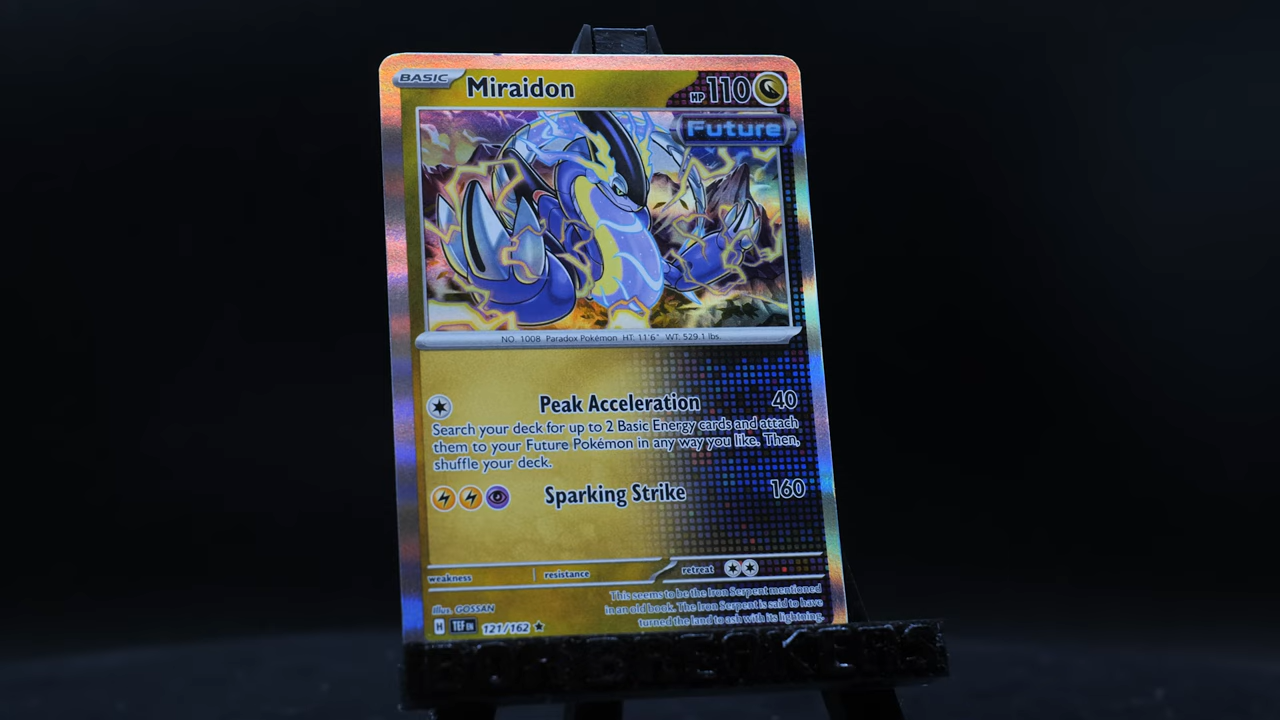 BASIC Miraidon HP 110
Future
NO. 1008 Paradox Pokémon HT: 11'6" WT: 529.1 lbs.
Peak Acceleration 40
Search your deck for up to 2 Basic Energy cards and attach
them to your Future Pokémon in any way you like. Then,
shuffle your deck.
Sparking Strike 160
weakness resistance retreat
This seems to be the Iron Serpent mentioned
in an old book. The Iron Serpent is said to have
turned the land to ash with its lightning.
Illus. GOSSAN
H TEF EN 121/162